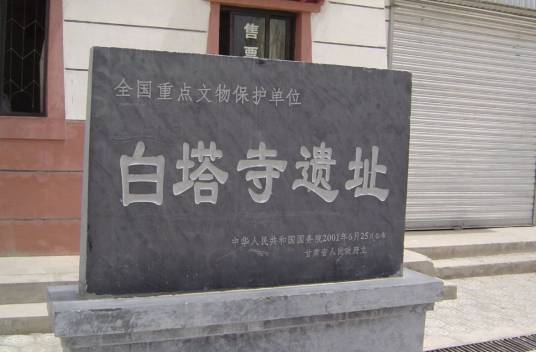 售票
全国重点文物保护单位
白塔寺遗址
中华人民共和国国务院2001年6月25日公布
甘肃省人民政府立